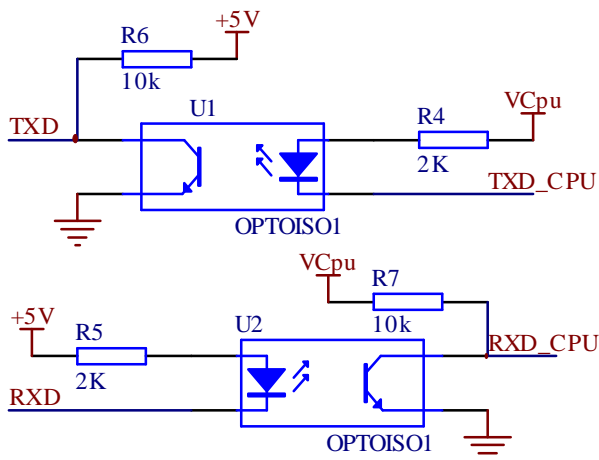 +5V
R6
10k
U1
VCpu
R4
TXD
2K
TXD_CPU
OPTOISO1
VCpu
R7
+5V
U2
R5
10k
RXD_CPU
2K
RXD
OPTOISO1